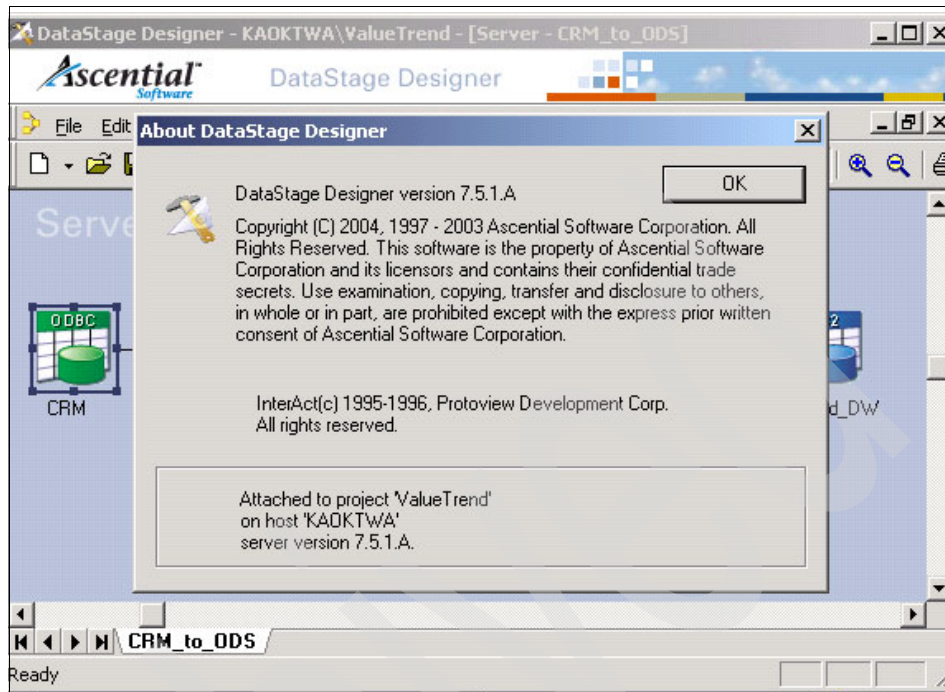 DataStage Designer - KAOKTWA\ValueTrend - [Server - CRM_to_ODS]
Ascential™
Software
DataStage Designer
File Edit
About DataStage Designer
DataStage Designer version 7.5.1.A
OK
Copyright (C) 2004, 1997 - 2003 Ascential Software Corporation. All
Rights Reserved. This software is the property of Ascential Software
Corporation and its licensors and contains their confidential trade
secrets. Use examination, copying, transfer and disclosure to others,
in whole or in part, are prohibited except with the express prior written
consent of Ascential Software Corporation.
InterAct(c) 1995-1996, Protoview Development Corp.
All rights reserved.
Attached to project 'ValueTrend'
on host 'KAOKTWA'
server version 7.5.1.A.
Serve
ODBC
2
CRM
d_DW
CRM_to_ODS
Ready